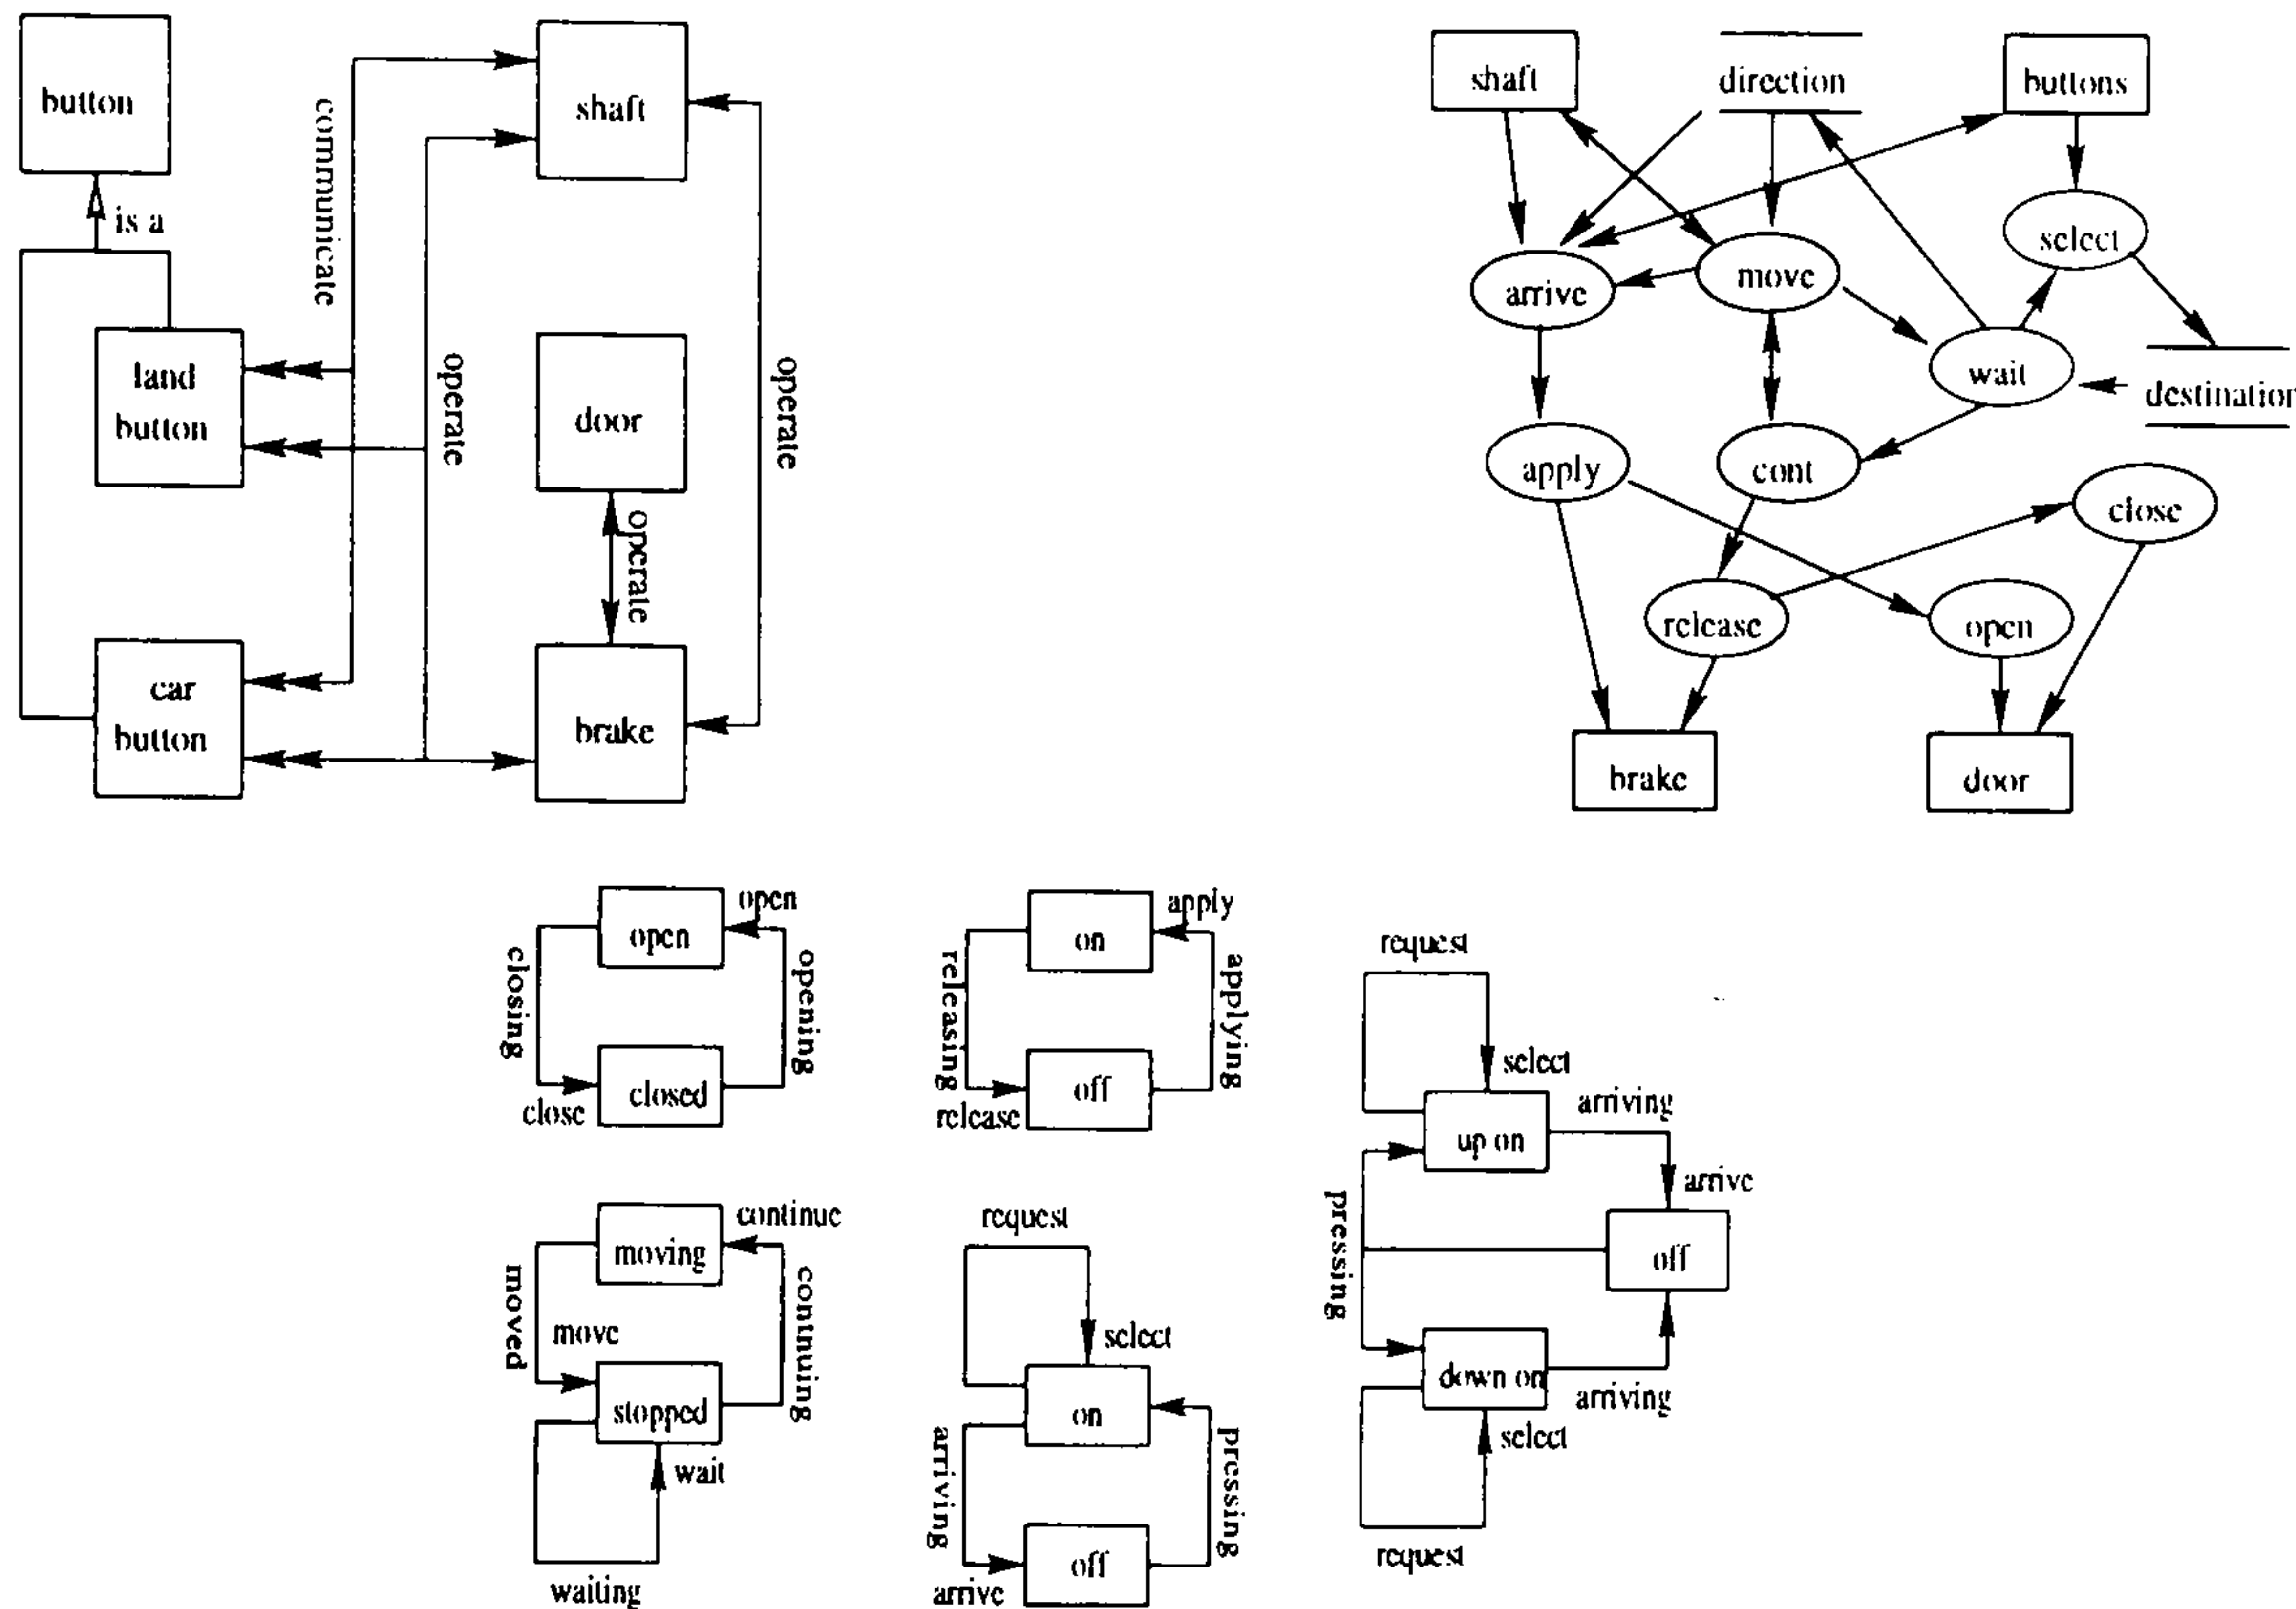 button
is a
land
button
car
button
communicate
operate
shaft
door
operate
brake
operate
shaft
direction
buttons
select
arrive
move
wait
destination
apply
cont
close
release
open
brake
door
open
open
closing
opening
closed
close
apply
on
releasing
applying
off
release
continue
moving
moved
move
continuing
stopped
wait
waiting
request
select
on
arriving
pressing
off
arrive
request
select
arriving
up on
arrive
pressing
off
down on
arriving
select
request